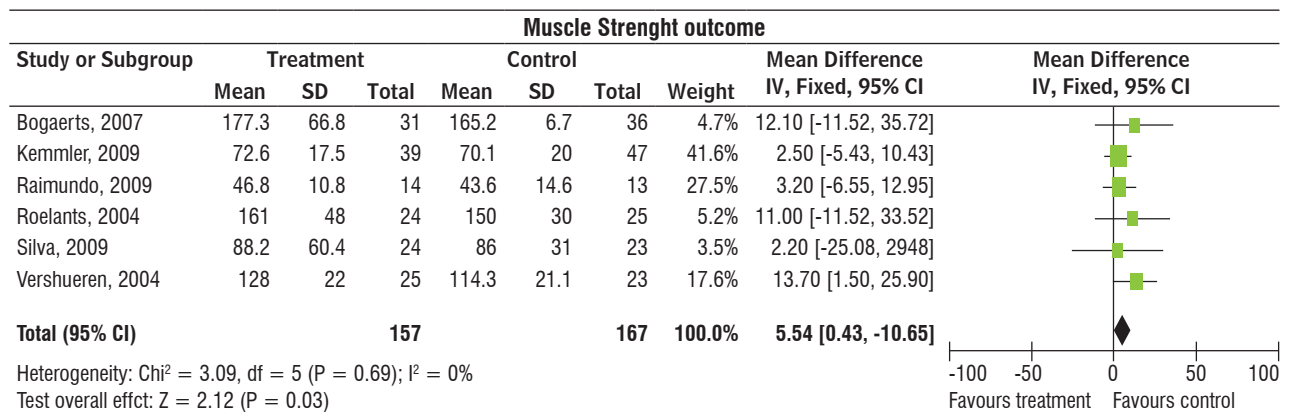 Muscle Strenght outcome
Study or Subgroup Treatment Control Mean Difference Mean Difference
Mean SD Total Mean SD Total Weight IV, Fixed, 95% CI IV, Fixed, 95% CI
Bogaerts, 2007 177.3 66.8 31 165.2 6.7 36 4.7% 12.10 [-11.52, 35.72]
Kemmler, 2009 72.6 17.5 39 70.1 20 47 41.6% 2.50 [-5.43, 10.43]
Raimundo, 2009 46.8 10.8 14 43.6 14.6 13 27.5% 3.20 [-6.55, 12.95]
Roelants, 2004 161 48 24 150 30 25 5.2% 11.00 [-11.52, 33.52]
Silva, 2009 88.2 60.4 24 86 31 23 3.5% 2.20 [-25.08, 2948]
Vershueren, 2004 128 22 25 114.3 21.1 23 17.6% 13.70 [1.50, 25.90]
Total (95% CI) 157 167 100.0% 5.54 [0.43, -10.65]
Heterogeneity: Chi² = 3.09, df = 5 (P = 0.69); I² = 0%
Test overall effct: Z = 2.12 (P = 0.03)
-100 -50 0 50 100
Favours treatment Favours control